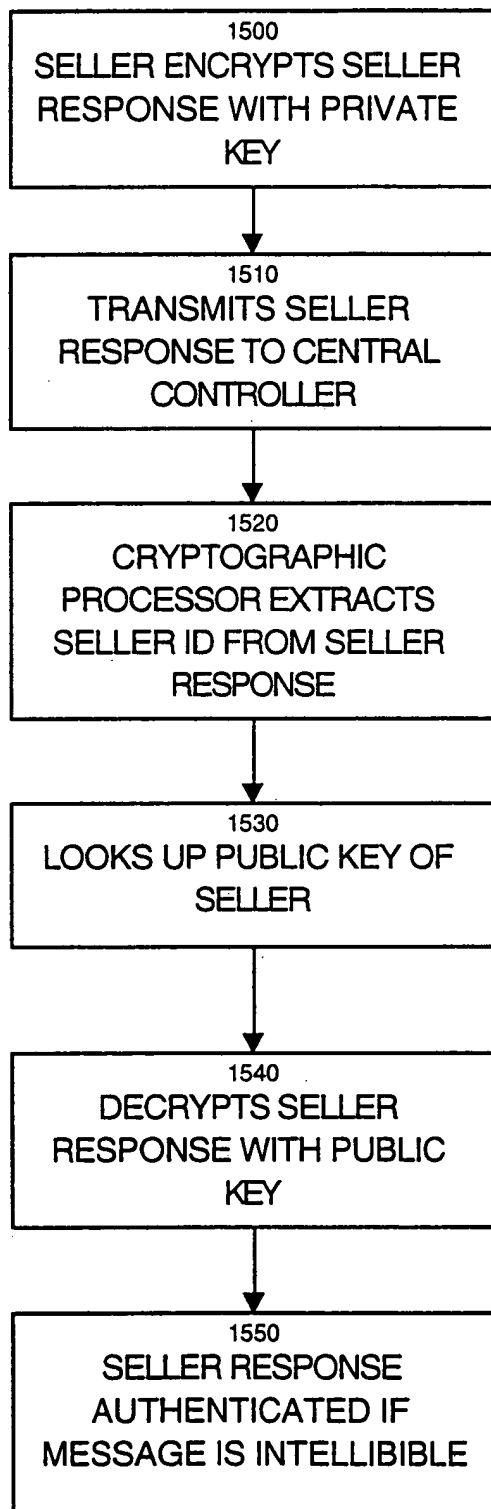 1500
SELLER ENCRYPTS SELLER
RESPONSE WITH PRIVATE
KEY
1510
TRANSMITS SELLER
RESPONSE TO CENTRAL
CONTROLLER
1520
CRYPTOGRAPHIC
PROCESSOR EXTRACTS
SELLER ID FROM SELLER
RESPONSE
1530
LOOKS UP PUBLIC KEY OF
SELLER
1540
DECRYPTS SELLER
RESPONSE WITH PUBLIC
KEY
1550
SELLER RESPONSE
AUTHENTICATED IF
MESSAGE IS INTELLIBIBLE